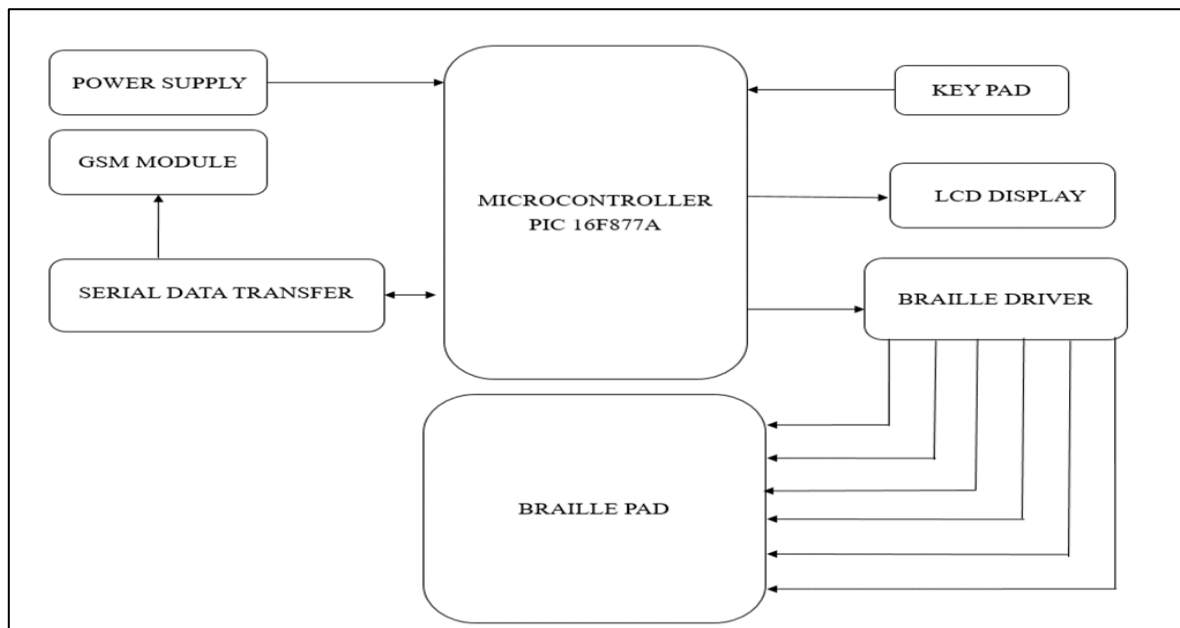 POWER SUPPLY
GSM MODULE
SERIAL DATA TRANSFER
MICROCONTROLLER
PIC 16F877A
KEY PAD
LCD DISPLAY
BRAILLE DRIVER
BRAILLE PAD